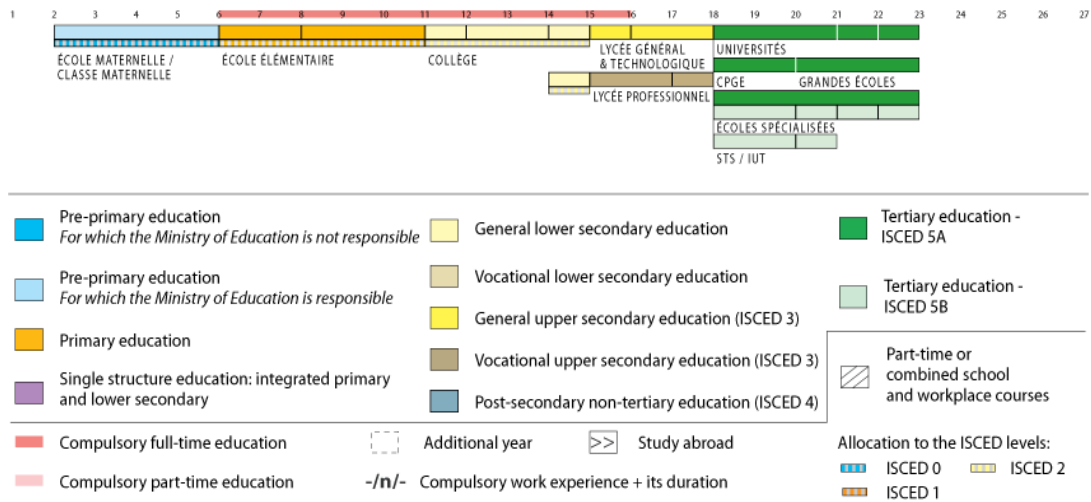 1 2 3 4 5 6 7 8 9 10 11 12 13 14 15 16 17 18 19 20 21 22 23 24 25 26 27
ÉCOLE MATERNELLE /
CLASSE MATERNELLE
ÉCOLE ÉLÉMENTAIRE
COLLÈGE
LYCÉE GÉNÉRAL
& TECHNOLOGIQUE
LYCÉE PROFESSIONNEL
UNIVERSITÉS
CPGE GRANDES ÉCOLES
ÉCOLES SPÉCIALISÉES
STS / IUT
Pre-primary education
For which the Ministry of Education is not responsible
Pre-primary education
For which the Ministry of Education is responsible
Primary education
Single structure education: integrated primary
and lower secondary
General lower secondary education
Vocational lower secondary education
General upper secondary education (ISCED 3)
Vocational upper secondary education (ISCED 3)
Post-secondary non-tertiary education (ISCED 4)
Tertiary education -
ISCED 5A
Tertiary education -
ISCED 5B
Part-time or
combined school
and workplace courses
Compulsory full-time education
Additional year
>> Study abroad
Compulsory part-time education
-/n/- Compulsory work experience + its duration
Allocation to the ISCED levels:
ISCED 0 ISCED 2
ISCED 1